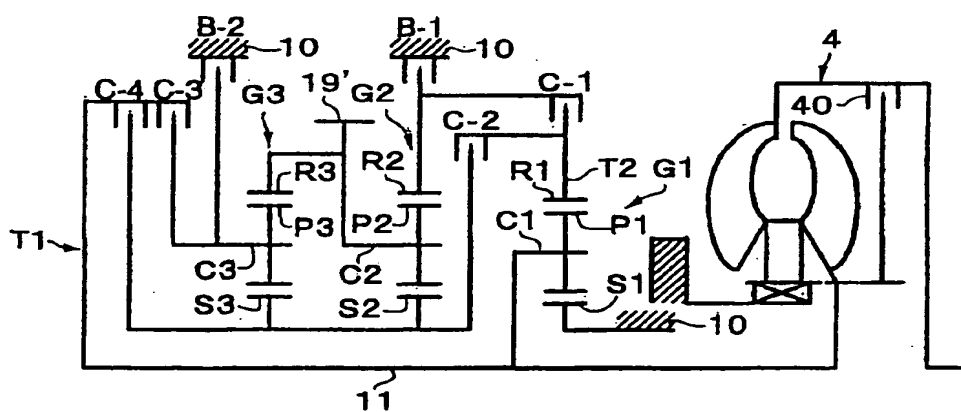 B-2 10 B-1 10 4
C-4 C-3 19' C-1 40
G3 G2 C-2
R3 R2 R1 T2 G1
P3 P2 C1 P1
T1
C3 C2
S3 S2 S1
10
11